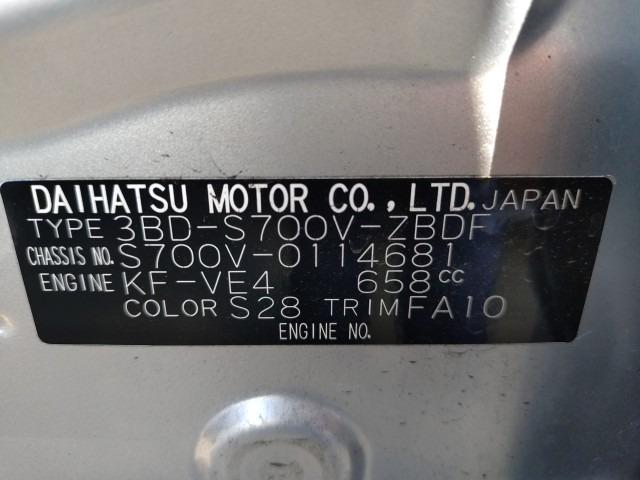 DAIHATSU MOTOR CO., LTD. JAPAN
TYPE 3BD-S700V-ZBDF
CHASSIS NO. S700V-0114681
ENGINE KF-VE4 658cc
COLOR S28 TRIM FA10
ENGINE NO.